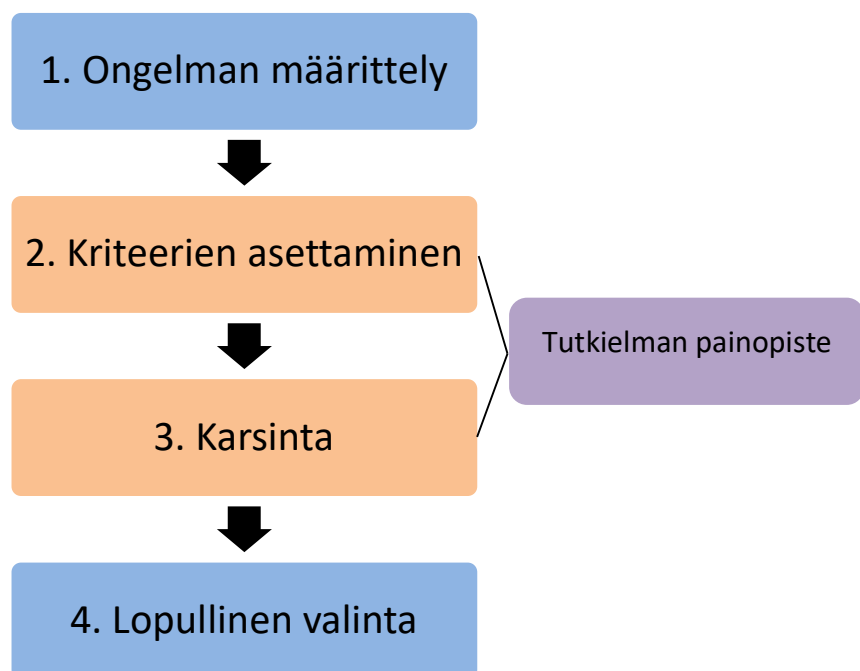 1. Ongelman määrittely
2. Kriteerien asettaminen
Tutkielman painopiste
3. Karsinta
4. Lopullinen valinta